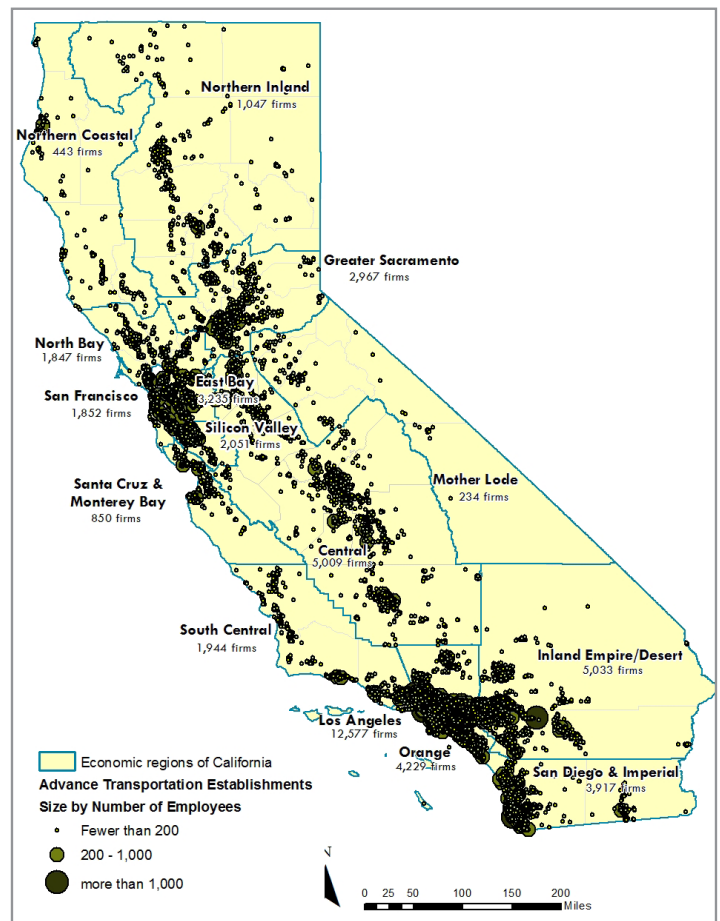 Northern Inland
1,047 firms
Northern Coastal
443 firms
Greater Sacramento
2,967 firms
North Bay
1,847 firms
East Bay
3,235 firms
San Francisco
1,852 firms
Silicon Valley
2,051 firms
Santa Cruz &
Monterey Bay
850 firms
Mother Lode
234 firms
Central
5,009 firms
South Central
1,944 firms
Inland Empire/Desert
5,033 firms
Los Angeles
12,577 firms
Orange
4,229 firms
San Diego & Imperial
3,917 firms
Economic regions of California
Advance Transportation Establishments
Size by Number of Employees
Fewer than 200
200 - 1,000
more than 1,000
N
0 25 50 100 150 200
Miles